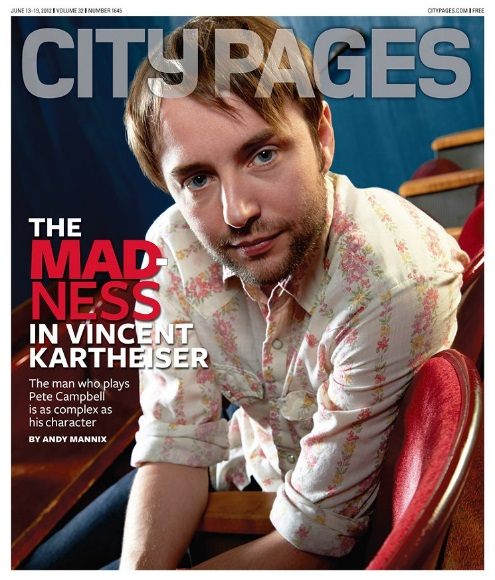 JUNE 13-19, 2012 | VOLUME 32 | NUMBER 1645
CITYPAGES.COM | FREE
CITY PAGES
THE
MAD-
NESS
IN VINCENT
KARTHEISER
The man who plays
Pete Campbell
is as complex as
his character
BY ANDY MANNIX